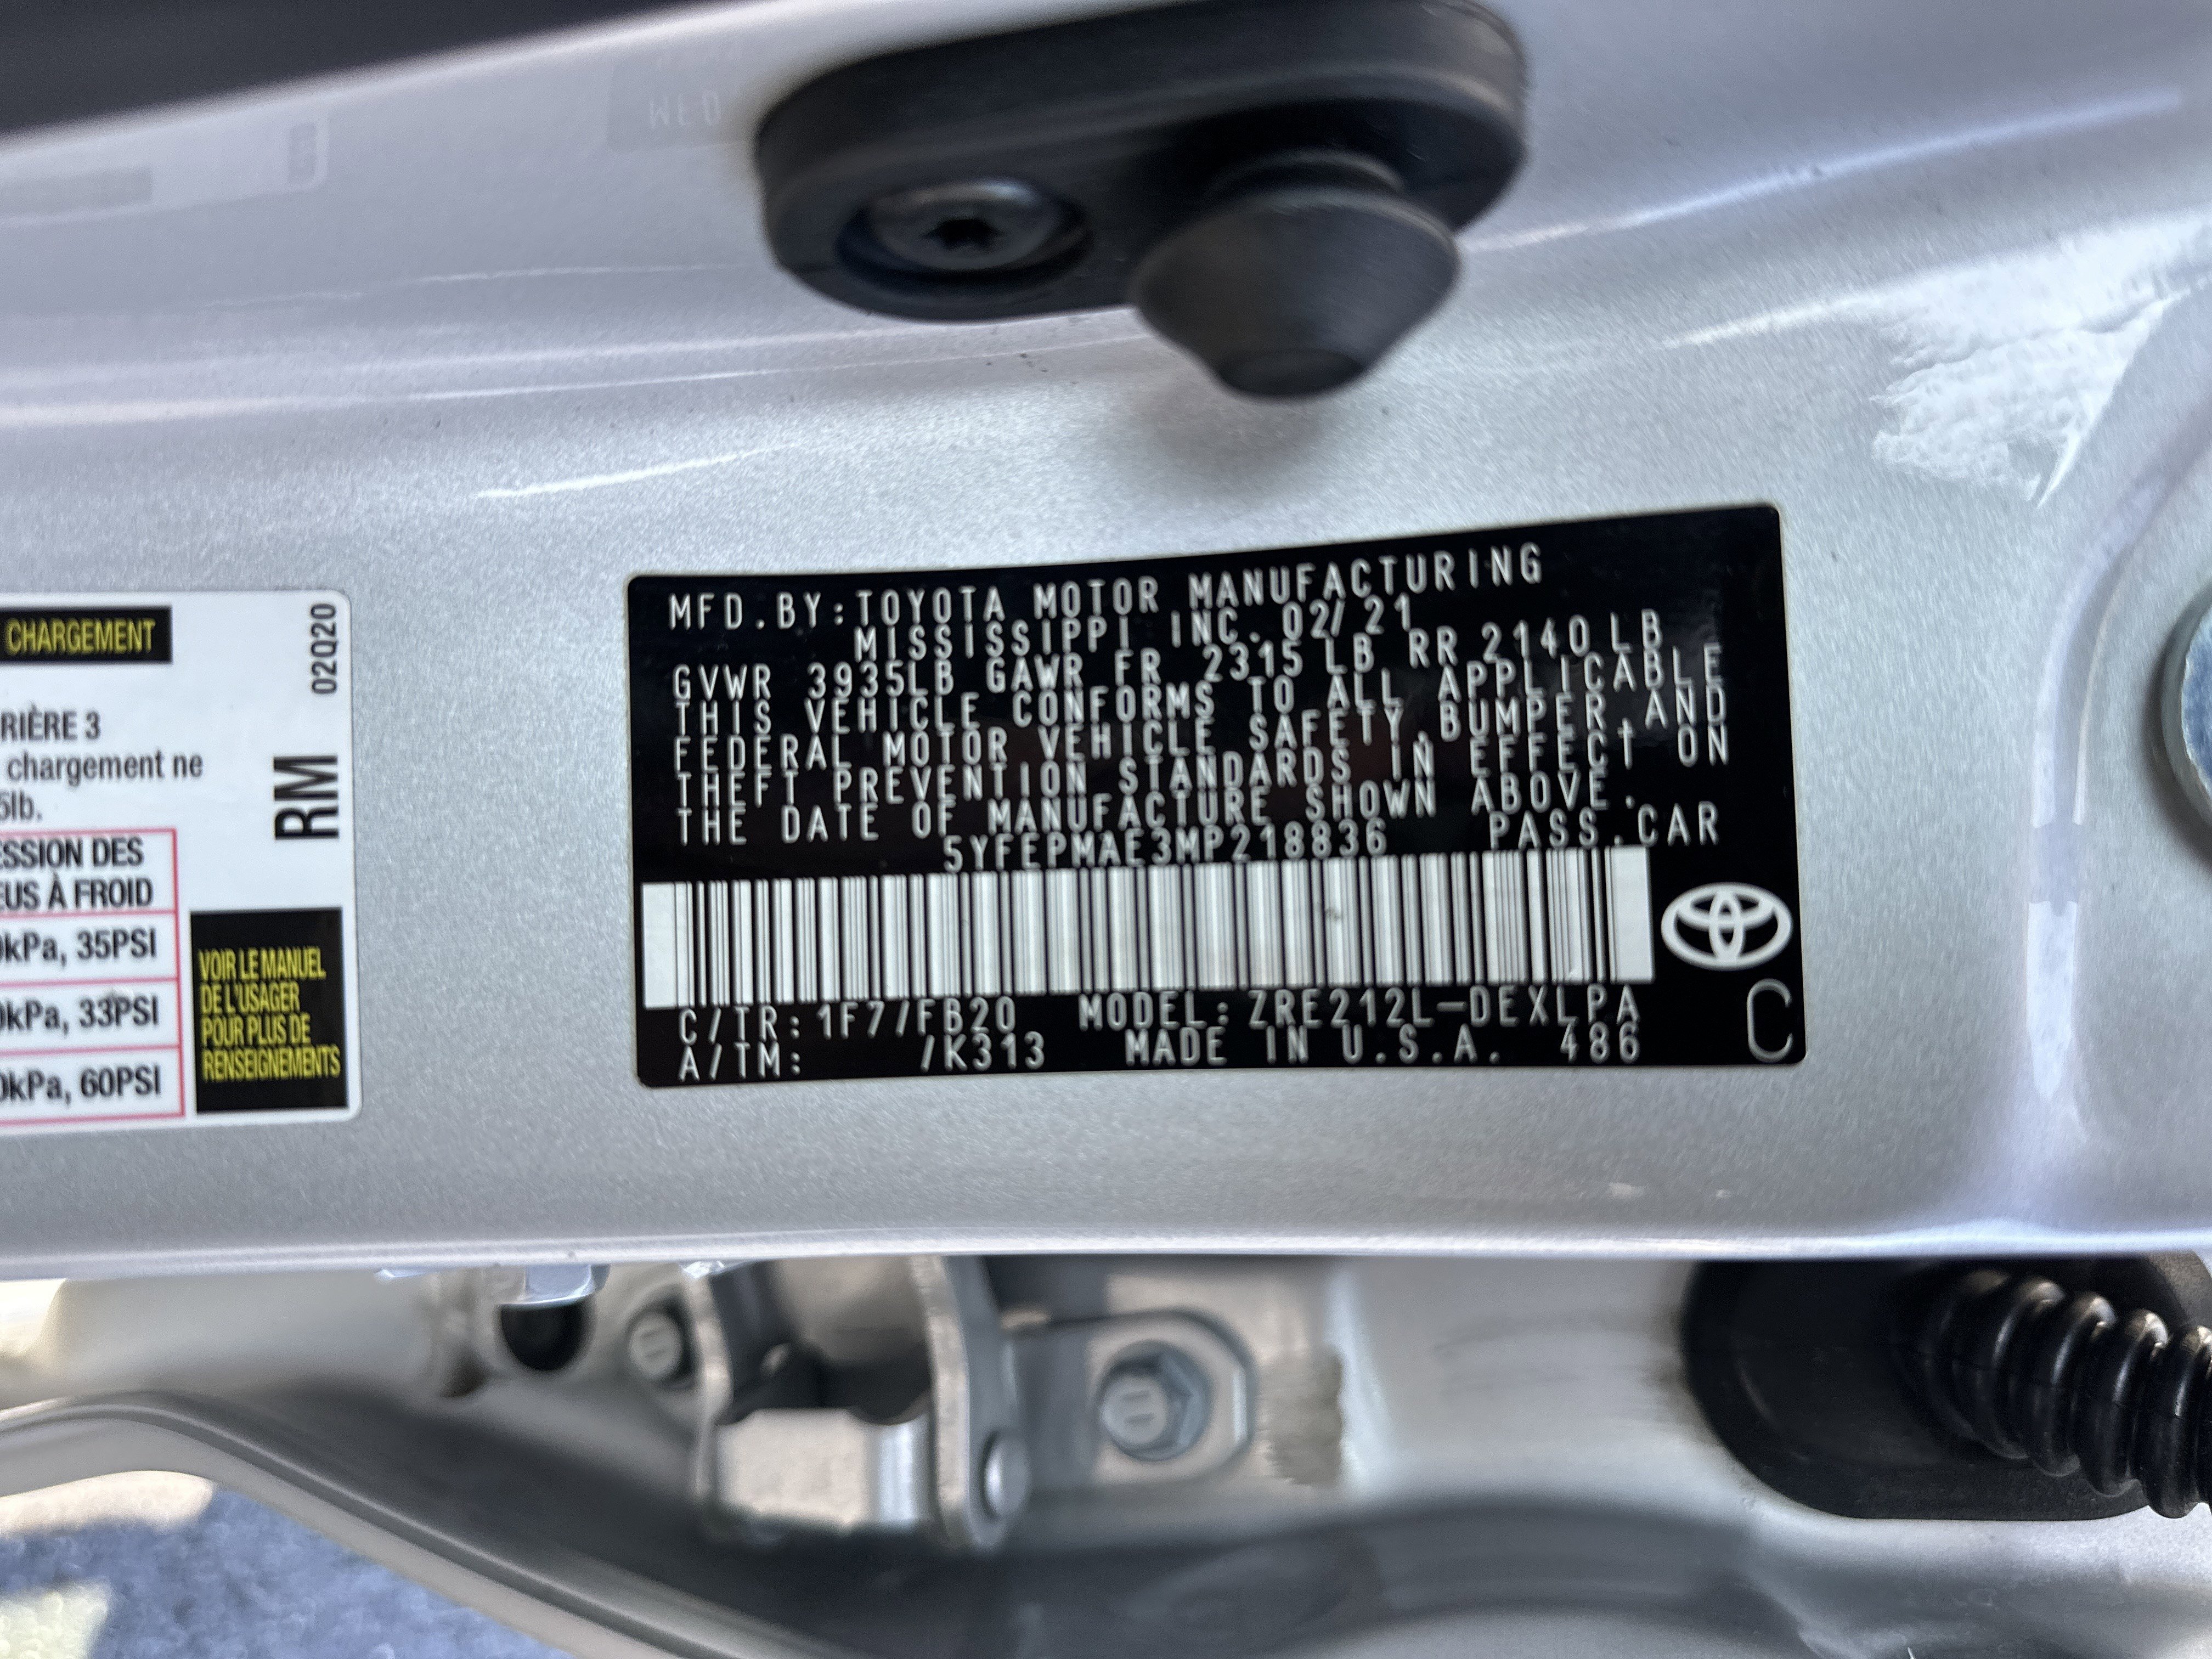 CHARGEMENT
02Q20
RIÈRE 3
chargement ne
5lb.
RM
ESSION DES
EUS À FROID
0kPa, 35PSI
0kPa, 33PSI
0kPa, 60PSI
VOIR LE MANUEL
DE L'USAGER
POUR PLUS DE
RENSEIGNEMENTS
MFD.BY:TOYOTA MOTOR MANUFACTURING
MISSISSIPPI INC. 02/21
GVWR 3935LB GAWR FR 2315 LB RR 2140 LB
THIS VEHICLE CONFORMS TO ALL APPLICABLE
FEDERAL MOTOR VEHICLE SAFETY,BUMPER,AND
THEFT PREVENTION STANDARDS IN EFFECT ON
THE DATE OF MANUFACTURE SHOWN ABOVE.
5YFEPMAE3MP218836 PASS.CAR
C/TR:1F7/FB20 MODEL:ZRE212L-DEXLPA
A/TM: /K313 MADE IN U.S.A. 486
C